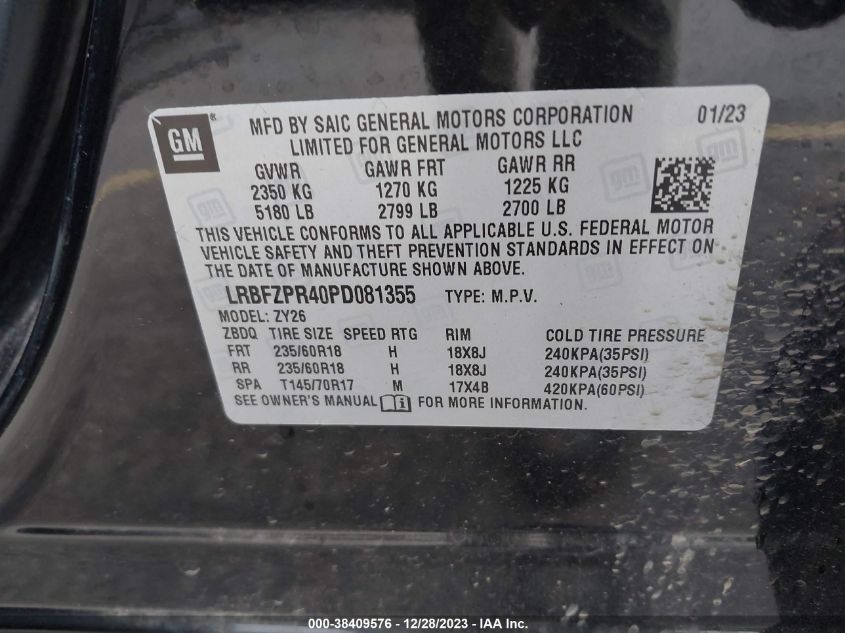 GM ® MFD BY SAIC GENERAL MOTORS CORPORATION 01/23
LIMITED FOR GENERAL MOTORS LLC
GVWR GAWR FRT GAWR RR
2350 KG 1270 KG 1225 KG
5180 LB 2799 LB 2700 LB
THIS VEHICLE CONFORMS TO ALL APPLICABLE U.S. FEDERAL MOTOR
VEHICLE SAFETY AND THEFT PREVENTION STANDARDS IN EFFECT ON
THE DATE OF MANUFACTURE SHOWN ABOVE.
LRBFZPR40PD081355 TYPE: M.P.V.
MODEL: ZY26
ZBDQ TIRE SIZE SPEED RTG RIM COLD TIRE PRESSURE
FRT 235/60R18 H 18X8J 240KPA(35PSI)
RR 235/60R18 H 18X8J 240KPA(35PSI)
SPA T145/70R17 M 17X4B 420KPA(60PSI)
SEE OWNER'S MANUAL i FOR MORE INFORMATION.
000-38409576 - 12/28/2023 - IAA Inc.